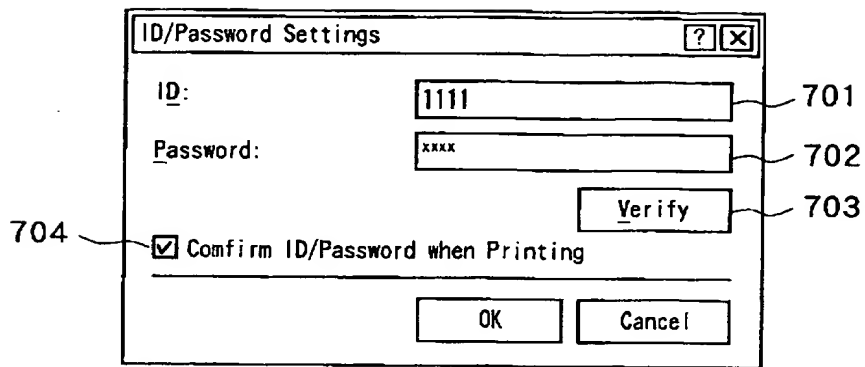 ID/Password Settings ? X
ID: 1111 701
Password: xxxx 702
Verify 703
704 Comfirm ID/Password when Printing
OK Cancel